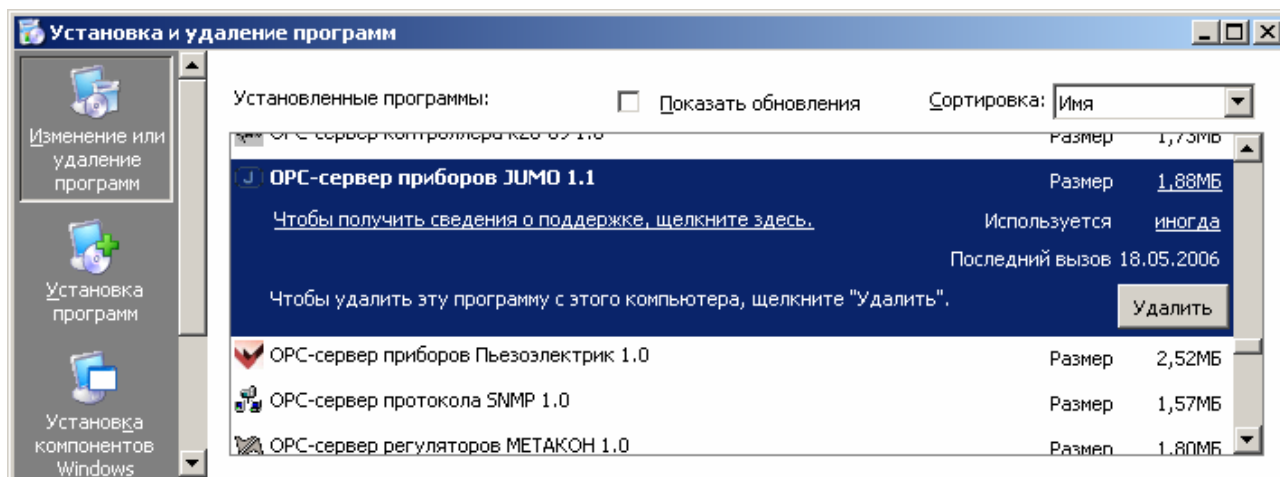 Установка и удаление программ
Изменение или
удаление
программ
Установка
программ
Установка
компонентов
Windows
Установленные программы:
Показать обновления
Сортировка: Имя
Размер 1,73МБ
J OPC-сервер приборов JUMO 1.1 Размер 1,88МБ
Чтобы получить сведения о поддержке, щелкните здесь. Используется иногда
Последний вызов 18.05.2006
Чтобы удалить эту программу с этого компьютера, щелкните "Удалить". Удалить
OPC-сервер приборов Пьезоэлектрик 1.0 Размер 2,52МБ
OPC-сервер протокола SNMP 1.0 Размер 1,57МБ
OPC-сервер регуляторов МЕТАКОН 1.0 Размер 1,80МБ